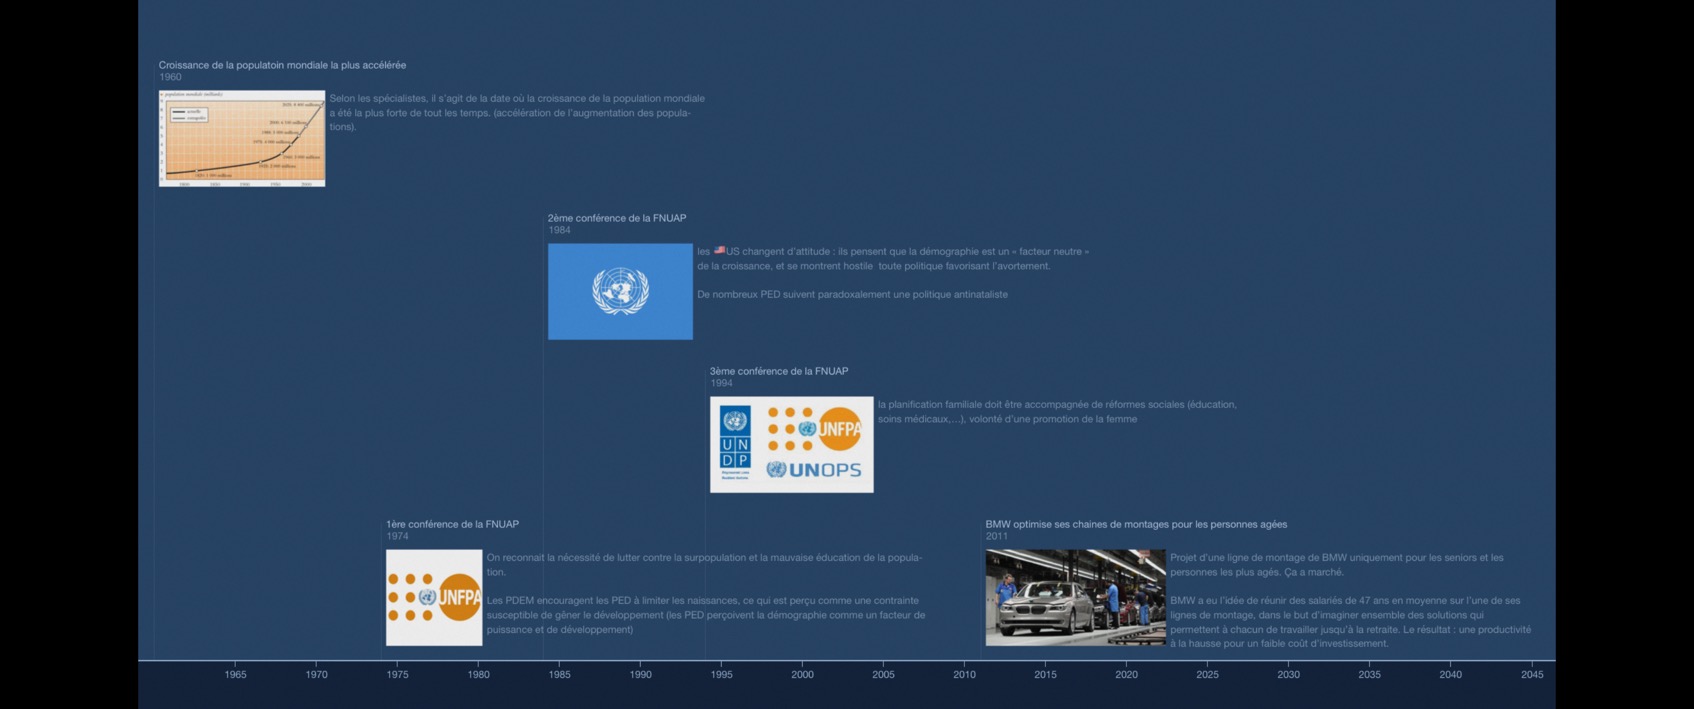 Croissance de la populatoin mondiale la plus accélérée
1960
Selon les spécialistes, il s'agit de la date où la croissance de la population mondiale
a été la plus forte de tout les temps. (accélération de l'augmentation des popula-
tions).
2ème conférence de la FNUAP
1984
les US changent d'attitude : ils pensent que la démographie est un « facteur neutre »
de la croissance, et se montrent hostile toute politique favorisant l'avortement.
De nombreux PED suivent paradoxalement une politique antinataliste
3ème conférence de la FNUAP
1994
UN
DP
UNFPA
UNOPS
la planification familiale doit être accompagnée de réformes sociales (éducation,
soins médicaux,…), volonté d'une promotion de la femme
1ère conférence de la FNUAP
1974
UNFPA
On reconnait la nécessité de lutter contre la surpopulation et la mauvaise éducation de la popula-
tion.
Les PDEM encouragent les PED à limiter les naissances, ce qui est perçu comme une contrainte
susceptible de gêner le développement (les PED perçoivent la démographie comme un facteur de
puissance et de développement)
BMW optimise ses chaines de montages pour les personnes agées
2011
Projet d'une ligne de montage de BMW uniquement pour les seniors et les
personnes les plus agés. Ça a marché.
BMW a eu l'idée de réunir des salariés de 47 ans en moyenne sur l'une de ses
lignes de montage, dans le but d'imaginer ensemble des solutions qui
permettent à chacun de travailler jusqu'à la retraite. Le résultat : une productivité
à la hausse pour un faible coût d'investissement.
1965 1970 1975 1980 1985 1990 1995 2000 2005 2010 2015 2020 2025 2030 2035 2040 2045